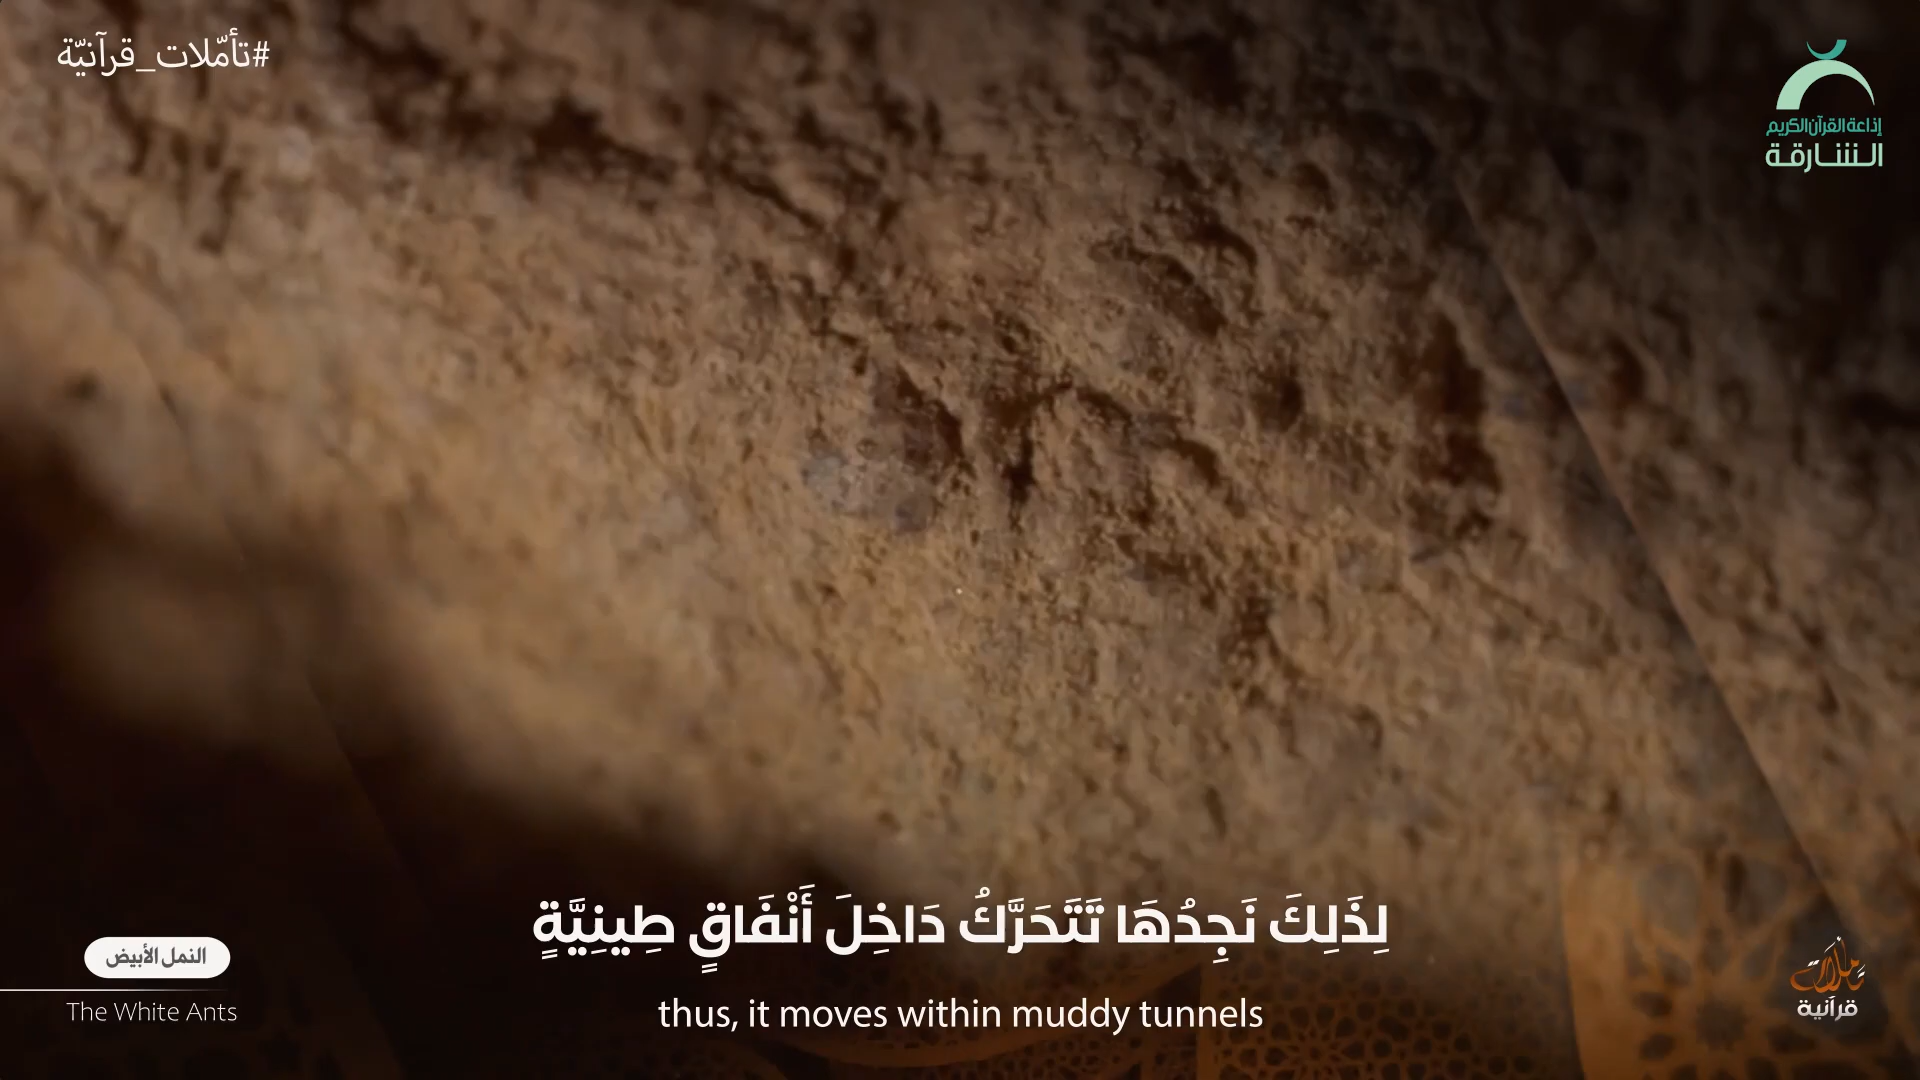 #تأمّلات_قرآنيّة
إذاعة القرآن الكريم
الشارقة
لِذَلِكَ نَجِدُهَا تَتَحَرَّكُ دَاخِلَ أَنْفَاقٍ طِينِيَّةٍ
thus, it moves within muddy tunnels
النمل الأبيض
The White Ants
تأملات
قرآنية